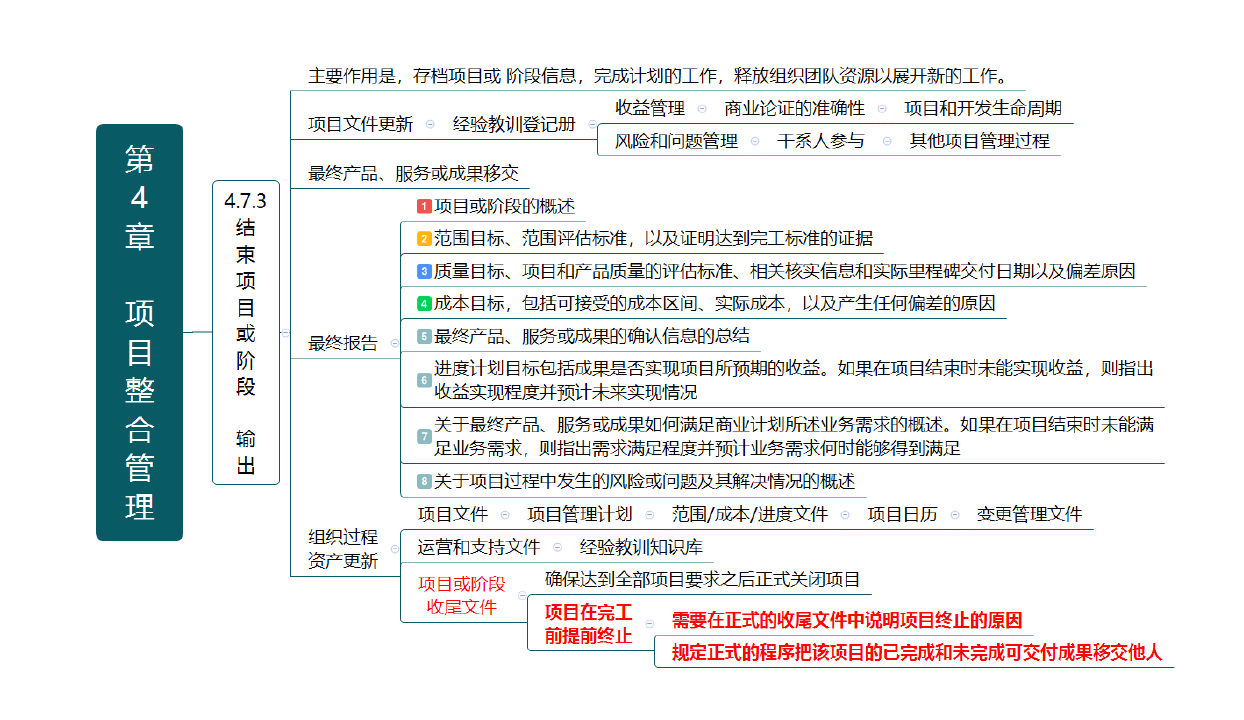 第4章 项目整合管理
4.7.3 结束项目或阶段 输出
主要作用是，存档项目或 阶段信息，完成计划的工作，释放组织团队资源以展开新的工作。
项目文件更新
经验教训登记册
收益管理
商业论证的准确性
项目和开发生命周期
风险和问题管理
干系人参与
其他项目管理过程
最终产品、服务或成果移交
最终报告
1 项目或阶段的概述
2 范围目标、范围评估标准，以及证明达到完工标准的证据
3 质量目标、项目和产品质量的评估标准、相关核实信息和实际里程碑交付日期以及偏差原因
4 成本目标，包括可接受的成本区间、实际成本，以及产生任何偏差的原因
5 最终产品、服务或成果的确认信息的总结
6 进度计划目标包括成果是否实现项目所预期的收益。如果在项目结束时未能实现收益，则指出
收益实现程度并预计未来实现情况
7 关于最终产品、服务或成果如何满足商业计划所述业务需求的概述。如果在项目结束时未能满
足业务需求，则指出需求满足程度并预计业务需求何时能够得到满足
8 关于项目过程中发生的风险或问题及其解决情况的概述
组织过程
资产更新
项目文件
项目管理计划
范围/成本/进度文件
项目日历
变更管理文件
运营和支持文件
经验教训知识库
项目或阶段
收尾文件
确保达到全部项目要求之后正式关闭项目
项目在完工
前提前终止
需要在正式的收尾文件中说明项目终止的原因
规定正式的程序把该项目的已完成和未完成可交付成果移交他人